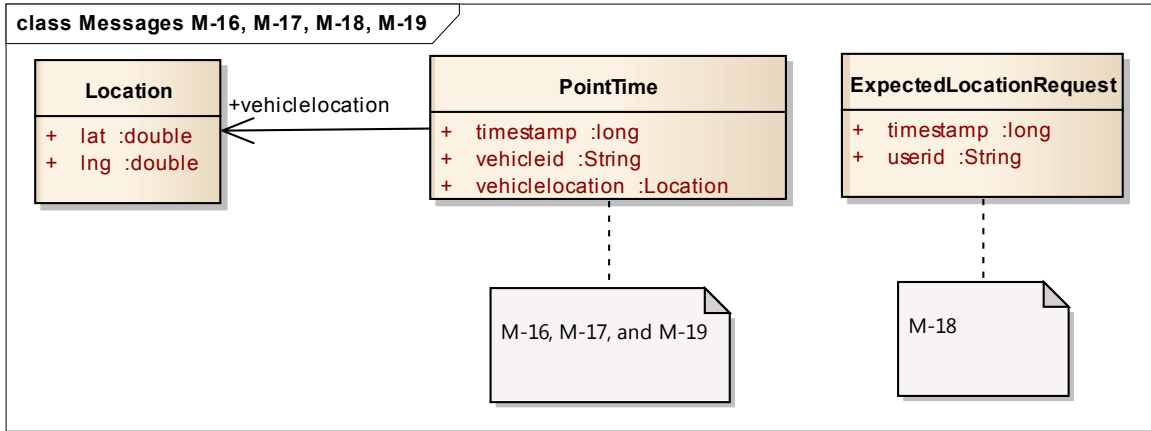 class Messages M-16, M-17, M-18, M-19
Location
+ lat :double
+ lng :double
+vehiclelocation
PointTime
+ timestamp :long
+ vehicleid :String
+ vehiclelocation :Location
ExpectedLocationRequest
+ timestamp :long
+ userid :String
M-16, M-17, and M-19
M-18